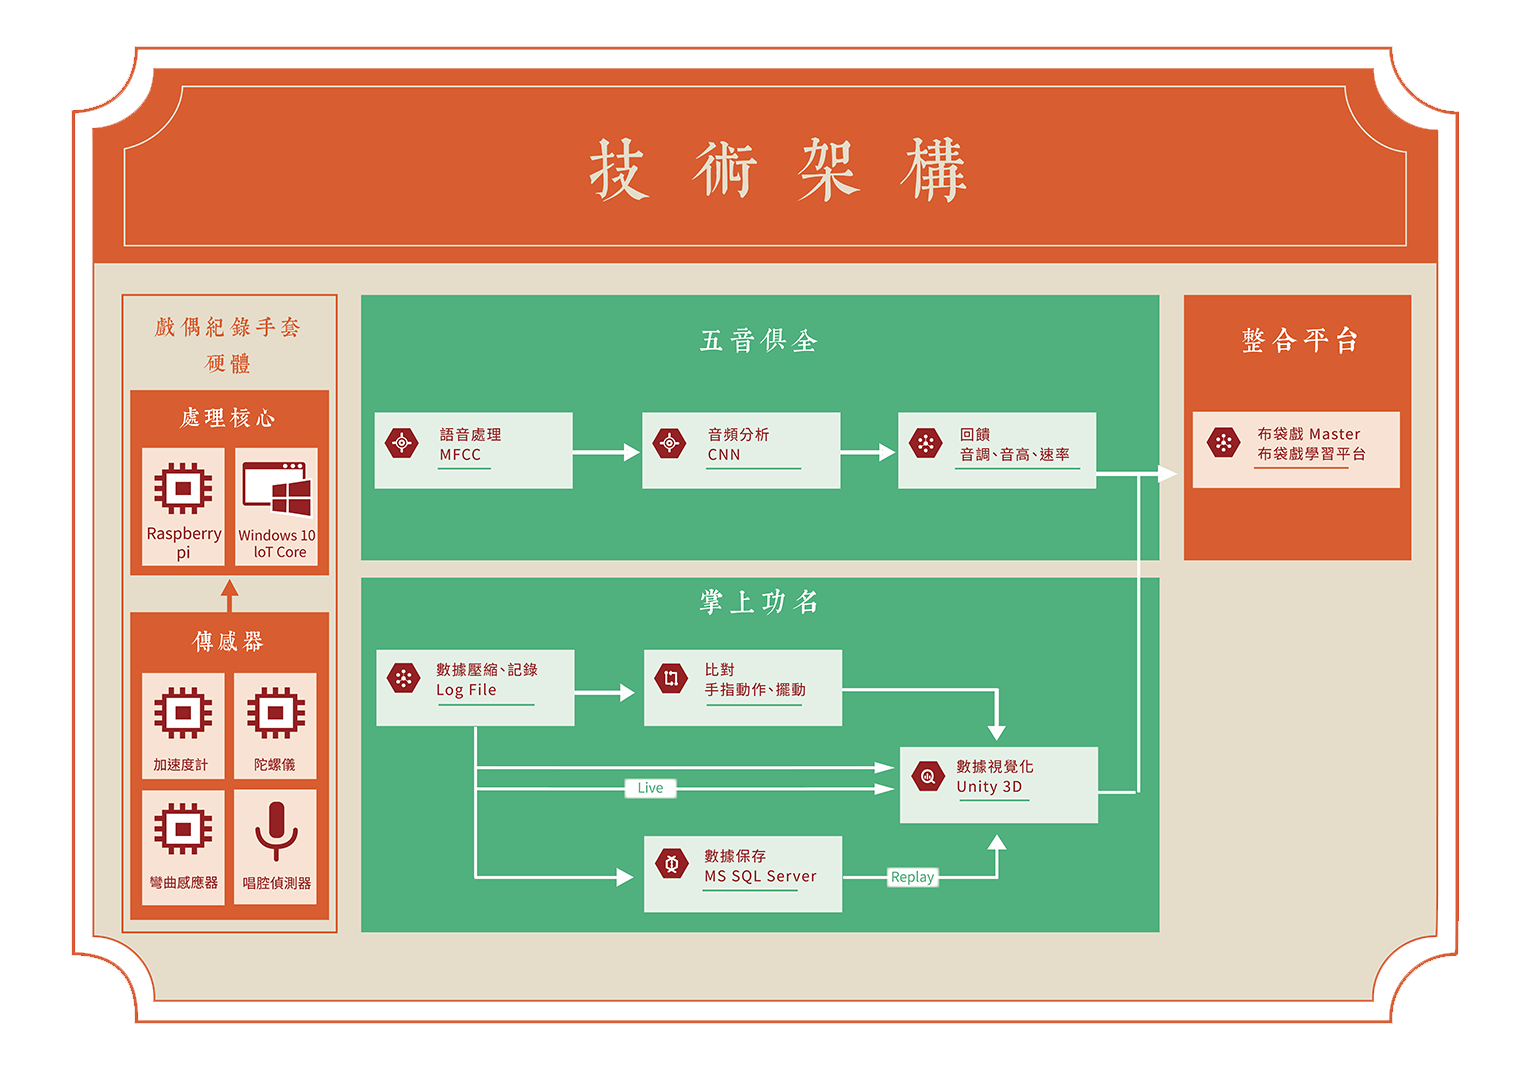 技術架構
戲偶紀錄手套
硬體
處理核心
Raspberry
pi
Windows 10
IoT Core
傳感器
加速度計
陀螺儀
彎曲感應器
唱腔偵測器
五音俱全
語音處理
MFCC
音頻分析
CNN
回饋
音調、音高、速率
掌上功名
數據壓縮、記錄
Log File
比對
手指動作、擺動
Live
數據視覺化
Unity 3D
數據保存
MS SQL Server
Replay
整合平台
布袋戲 Master
布袋戲學習平台